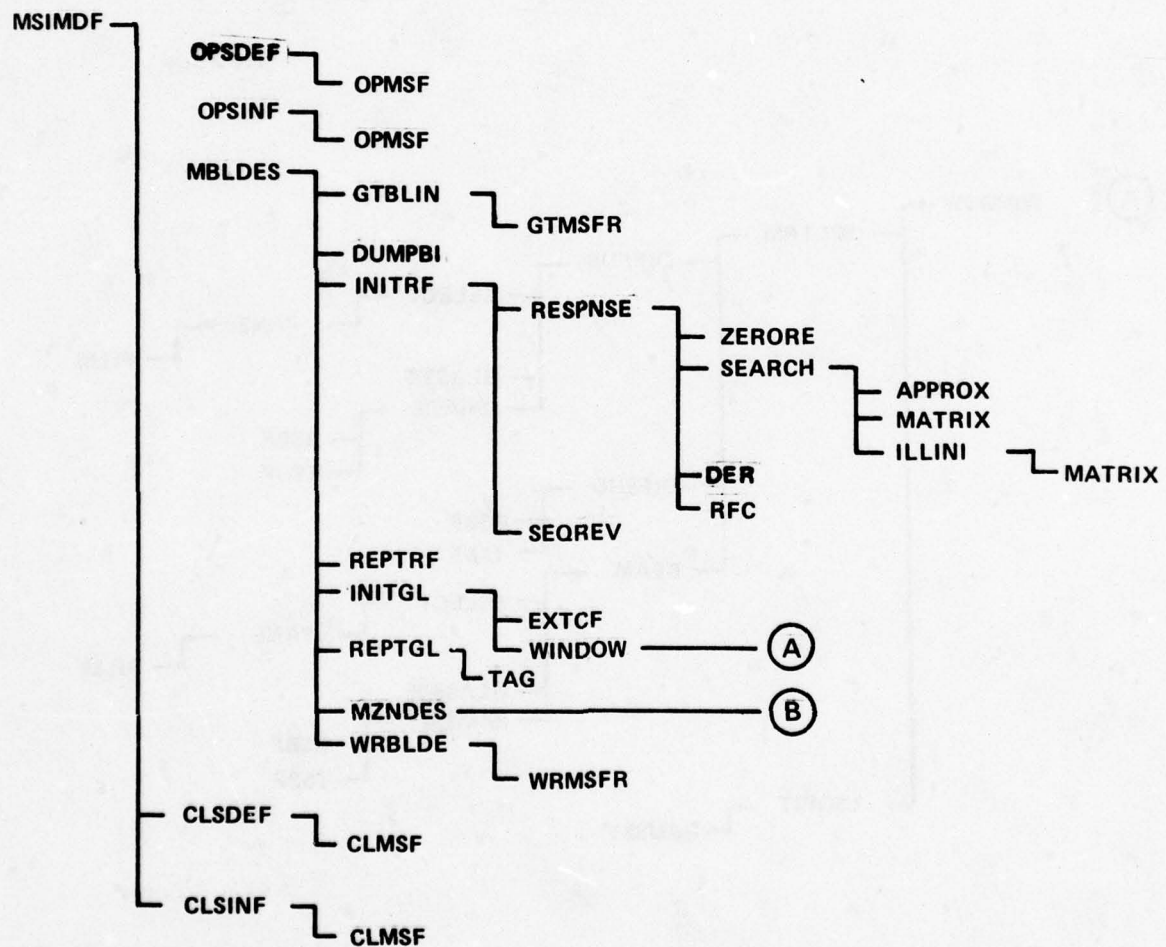 MSIMDF
OPSDEF
OPMSF
OPSINF
OPMSF
MBLDES
GTBLIN
GTMSFR
DUMPBI
INITRF
RESPNSE
ZERORE
SEARCH
APPROX
MATRIX
ILLINI
MATRIX
DER
RFC
SEQREV
REPTRF
INITGL
EXTCF
WINDOW
A
REPTGL
TAG
MZNDES
B
WRBLDE
WRMSFR
CLSDEF
CLMSF
CLSINF
CLMSF